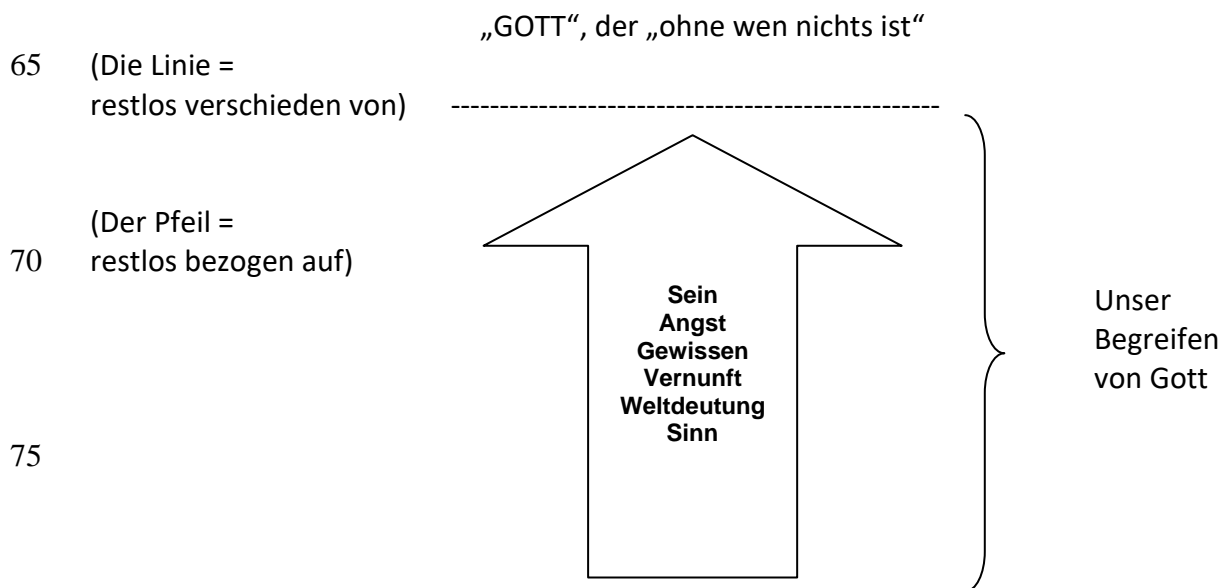 „GOTT“, der „ohne wen nichts ist“
65 (Die Linie =
restlos verschieden von) --------------------------------------------------
(Der Pfeil =
70 restlos bezogen auf)
Sein
Angst
Gewissen
Vernunft
Weltdeutung
Sinn
Unser
Begreifen
von Gott
75